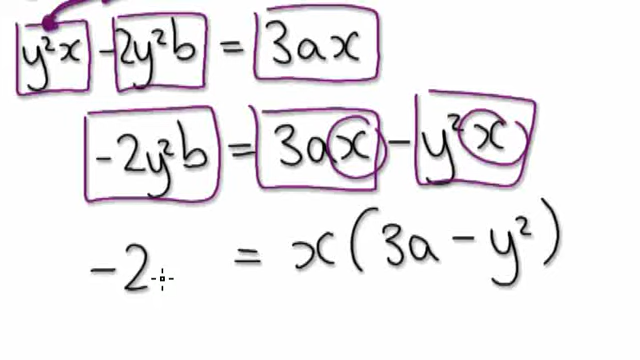 y²x - 2y²b = 3ax
-2y²b = 3ax - y²x
-2 = x(3a - y²)